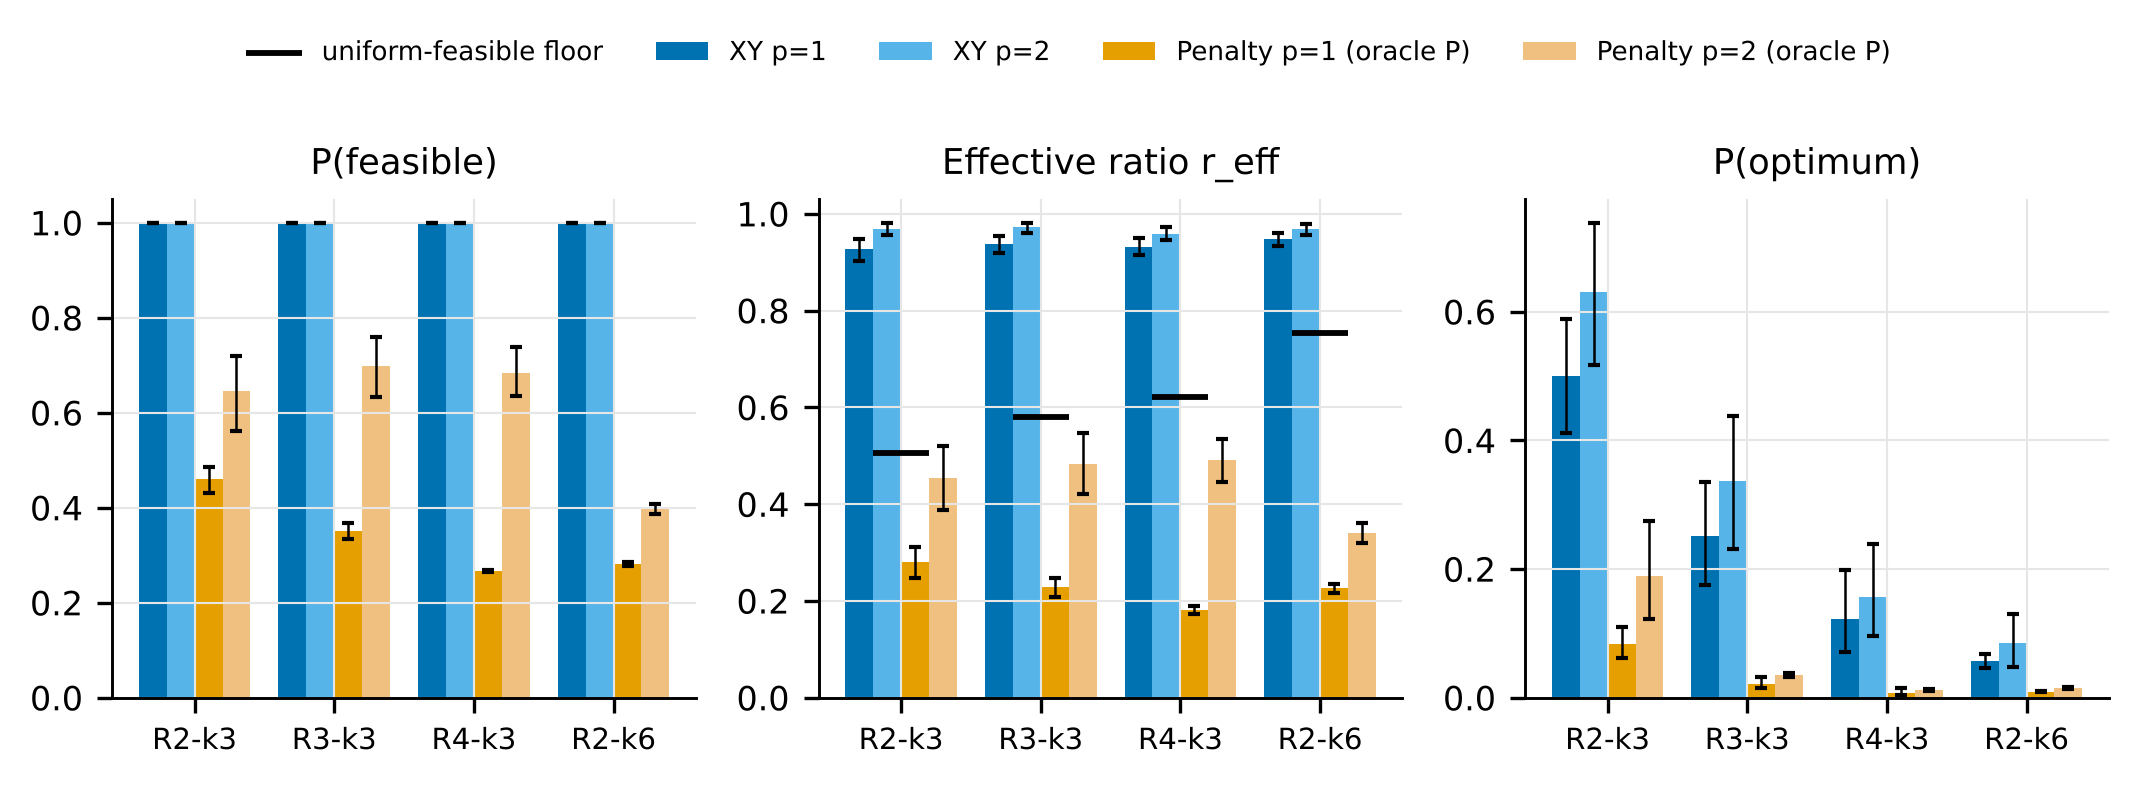 uniform-feasible floor XY p=1 XY p=2 Penalty p=1 (oracle P) Penalty p=2 (oracle P)
P(feasible)
1.0
0.8
0.6
0.4
0.2
0.0
R2-k3 R3-k3 R4-k3 R2-k6
Effective ratio r_eff
1.0
0.8
0.6
0.4
0.2
0.0
R2-k3 R3-k3 R4-k3 R2-k6
P(optimum)
0.6
0.4
0.2
0.0
R2-k3 R3-k3 R4-k3 R2-k6